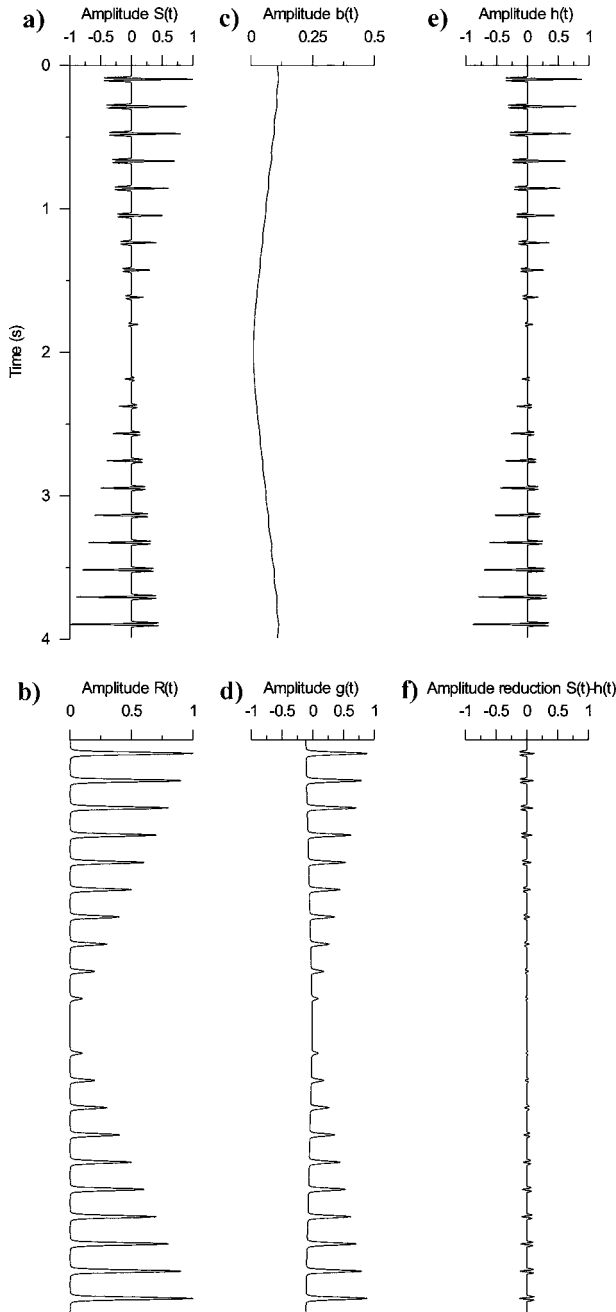 a) Amplitude S(t)
-1 -0.5 0 0.5 1
c) Amplitude b(t)
0 0.25 0.5
e) Amplitude h(t)
-1 -0.5 0 0.5 1
0
1
2
3
4
Time (s)
b) Amplitude R(t)
0 0.5 1
d) Amplitude g(t)
-1 -0.5 0 0.5 1
f) Amplitude reduction S(t)-h(t)
-1 -0.5 0 0.5 1